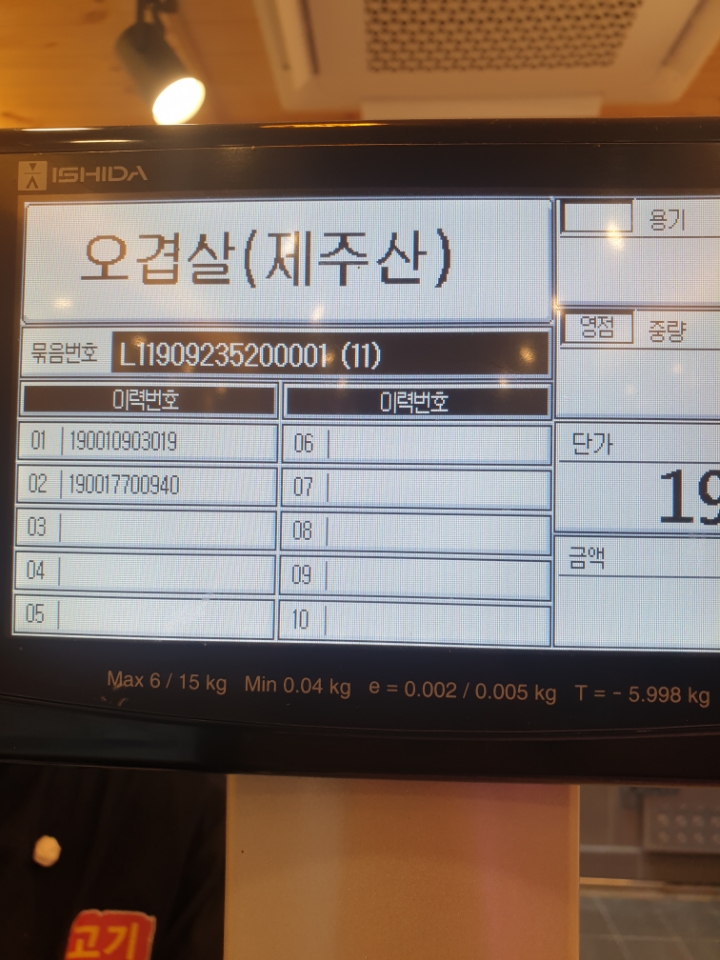 ISHIDA
오겹살(제주산)
용기
묶음번호 L11909235200001 (11)
영점 중량
이력번호 이력번호
01 190010903019 06
02 190017700940 07
03 08
04 09
05 10
단가
19
금액
Max 6 / 15 kg Min 0.04 kg e = 0.002 / 0.005 kg T = - 5.998 kg
고기